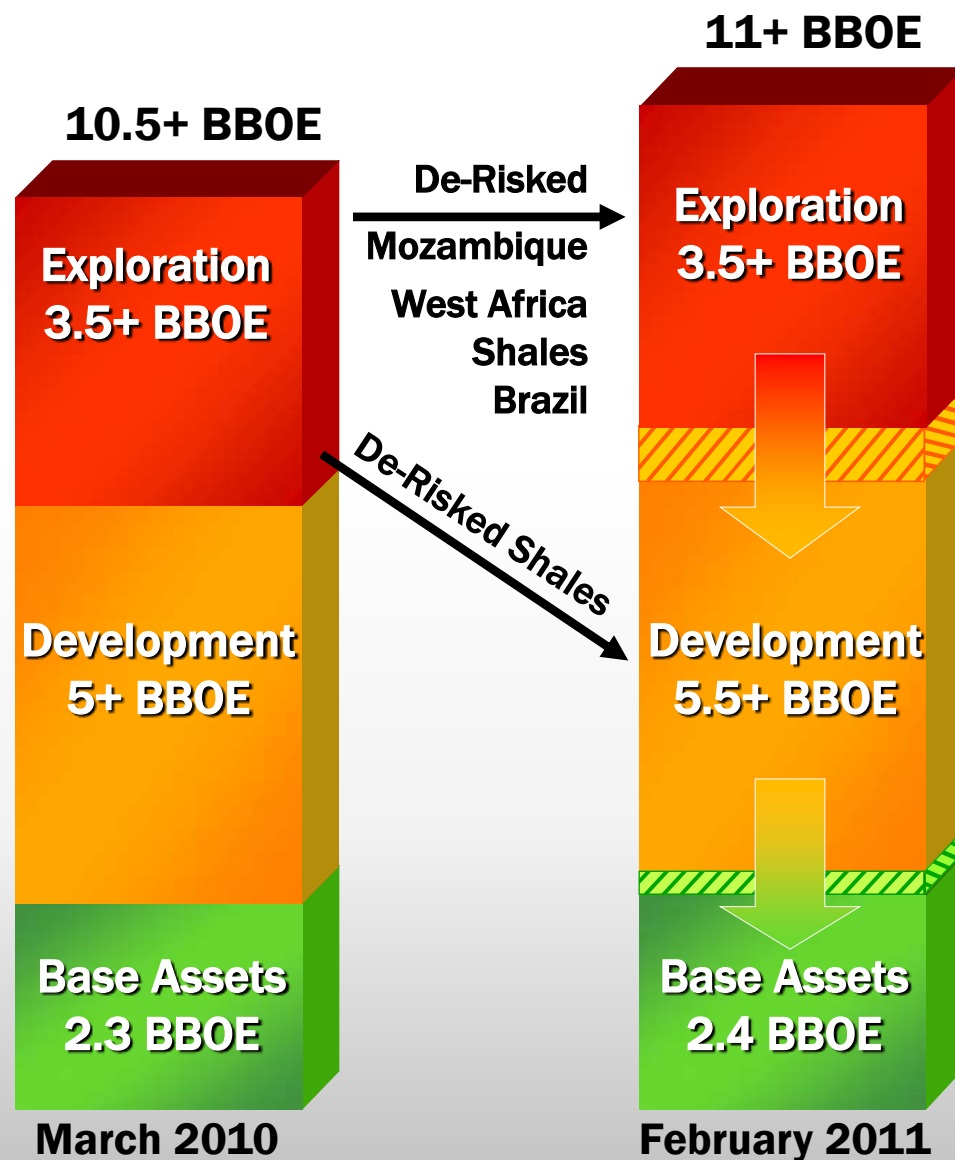 10.5+ BBOE
Exploration
3.5+ BBOE
Development
5+ BBOE
Base Assets
2.3 BBOE
March 2010
De-Risked
Mozambique
West Africa
Shales
Brazil
De-Risked Shales
11+ BBOE
Exploration
3.5+ BBOE
Development
5.5+ BBOE
Base Assets
2.4 BBOE
February 2011